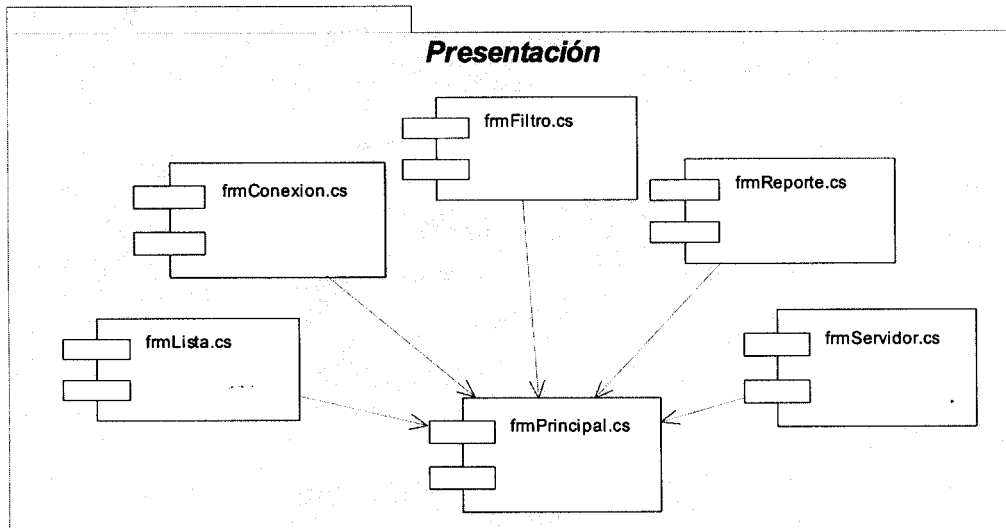 Presentación
frmFiltro.cs
frmConexion.cs
frmReporte.cs
frmLista.cs
frmServidor.cs
frmPrincipal.cs